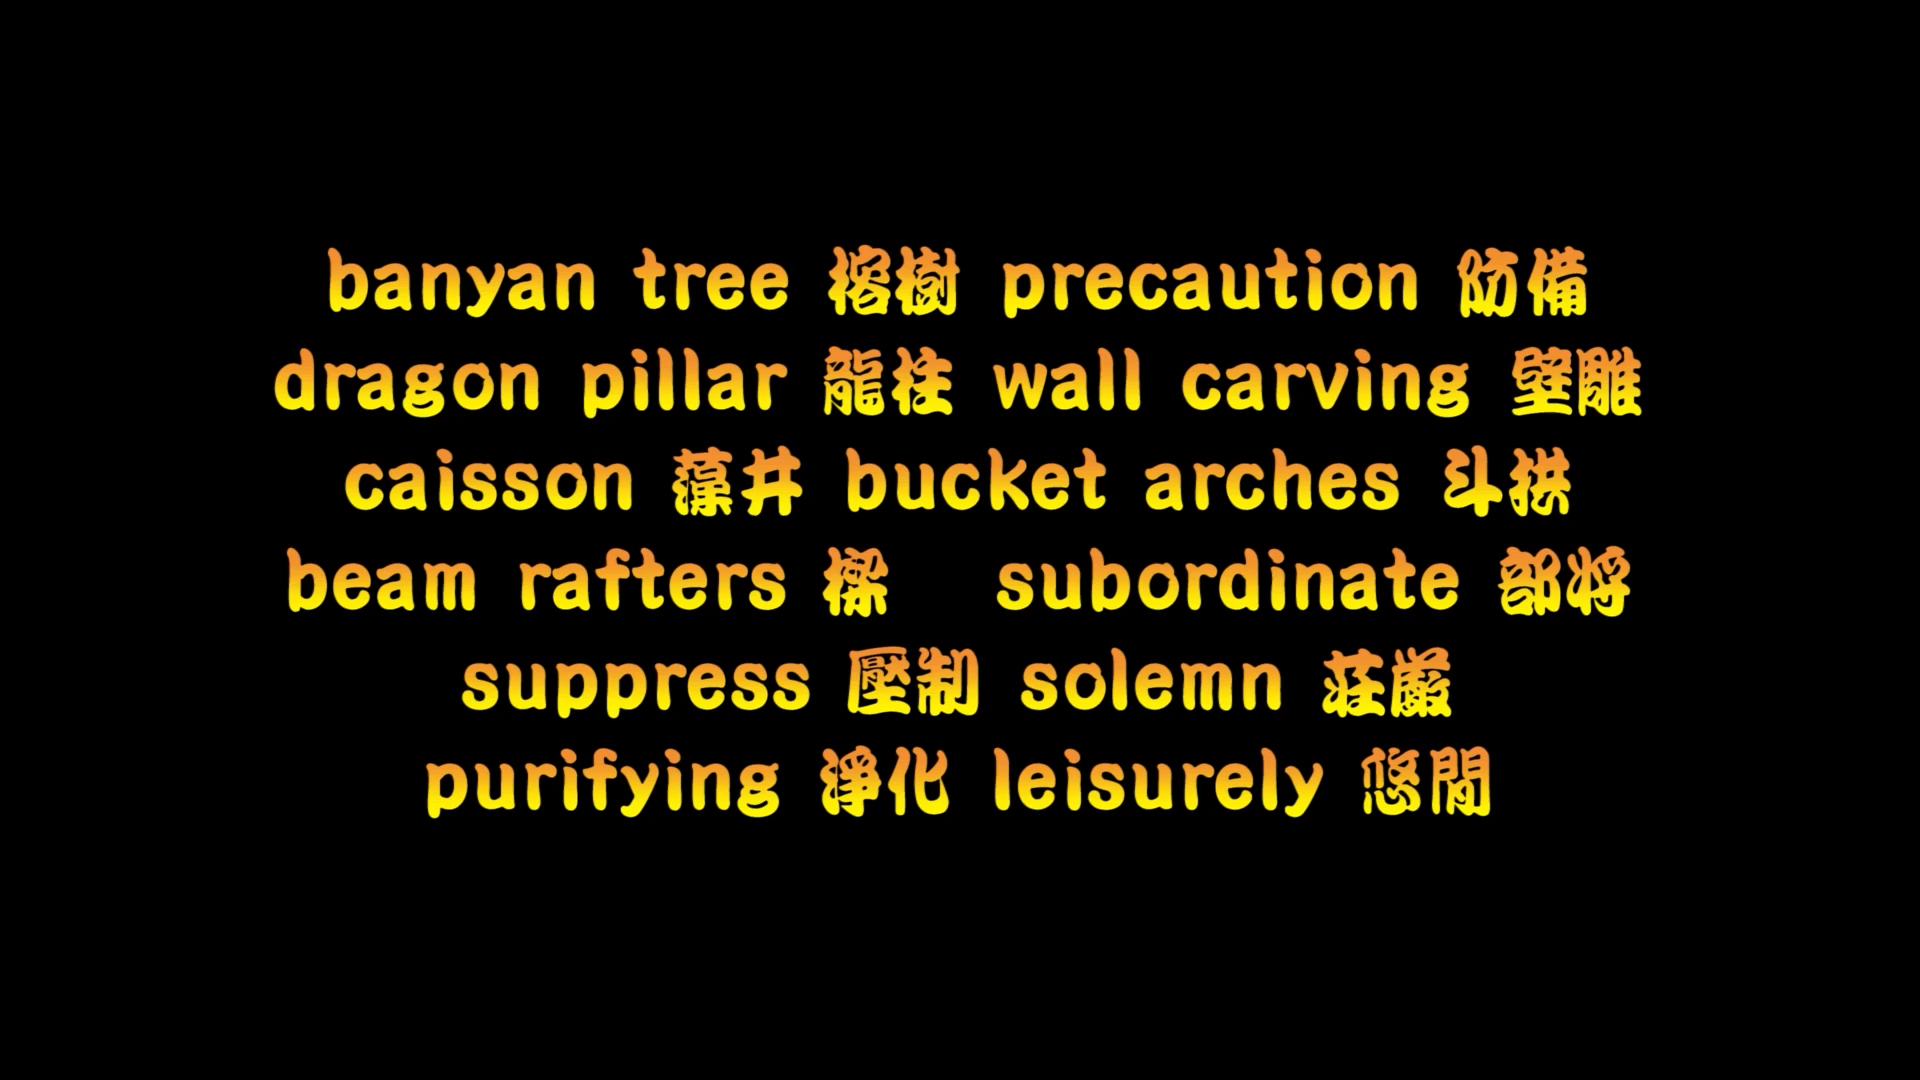 banyan tree 榕樹 precaution 防備
dragon pillar 龍柱 wall carving 壁雕
caisson 藻井 bucket arches 斗拱
beam rafters 樑 subordinate 部將
suppress 壓制 solemn 莊嚴
purifying 淨化 leisurely 悠閒